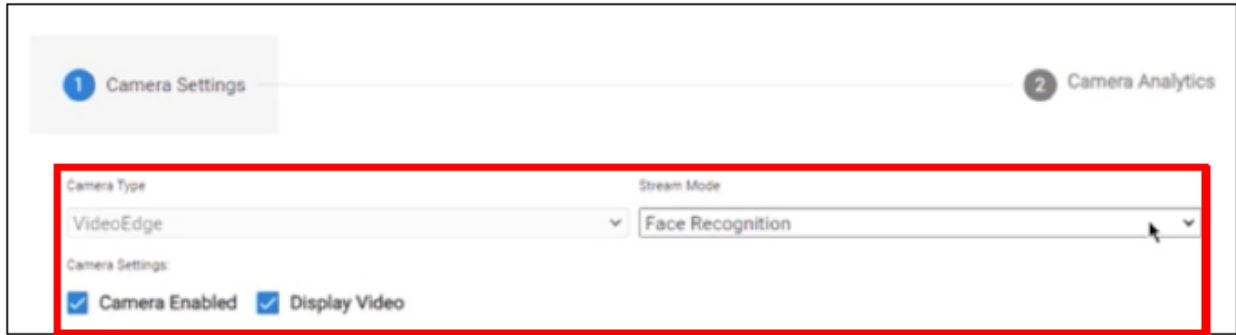 1 Camera Settings
2 Camera Analytics
Camera Type
Stream Mode
VideoEdge
Face Recognition
Camera Settings:
Camera Enabled Display Video